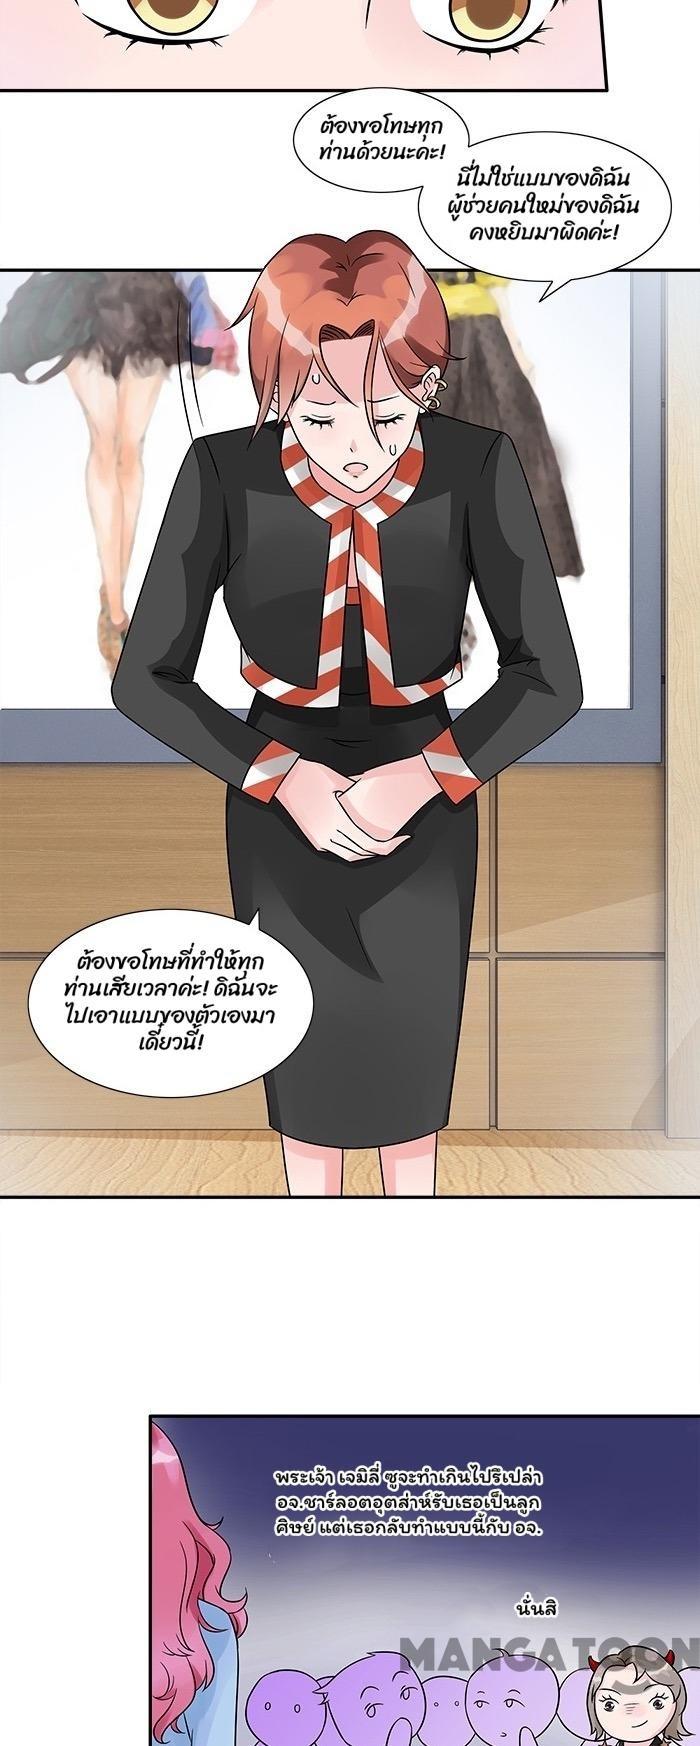 ต้องขอโทษทุก
ท่านด้วยนะคะ!
นี่ไม่ใช่แบบของดิฉัน
ผู้ช่วยคนใหม่ของดิฉัน
คงหยิบมาผิดค่ะ!
ต้องขอโทษที่ทำให้ทุก
ท่านเสียเวลาค่ะ! ดิฉันจะ
ไปเอาแบบของตัวเองมา
เดี๋ยวนี้!
พระเจ้า เจมิลี่ ซูจะทำเกินไปรึเปล่า
อจ.ชาร์ลอตอุตส่าห์รับเธอเป็นลูก
ศิษย์ แต่เธอกลับทำแบบนี้กับ อจ.
นั่นสิ
MANGATOON